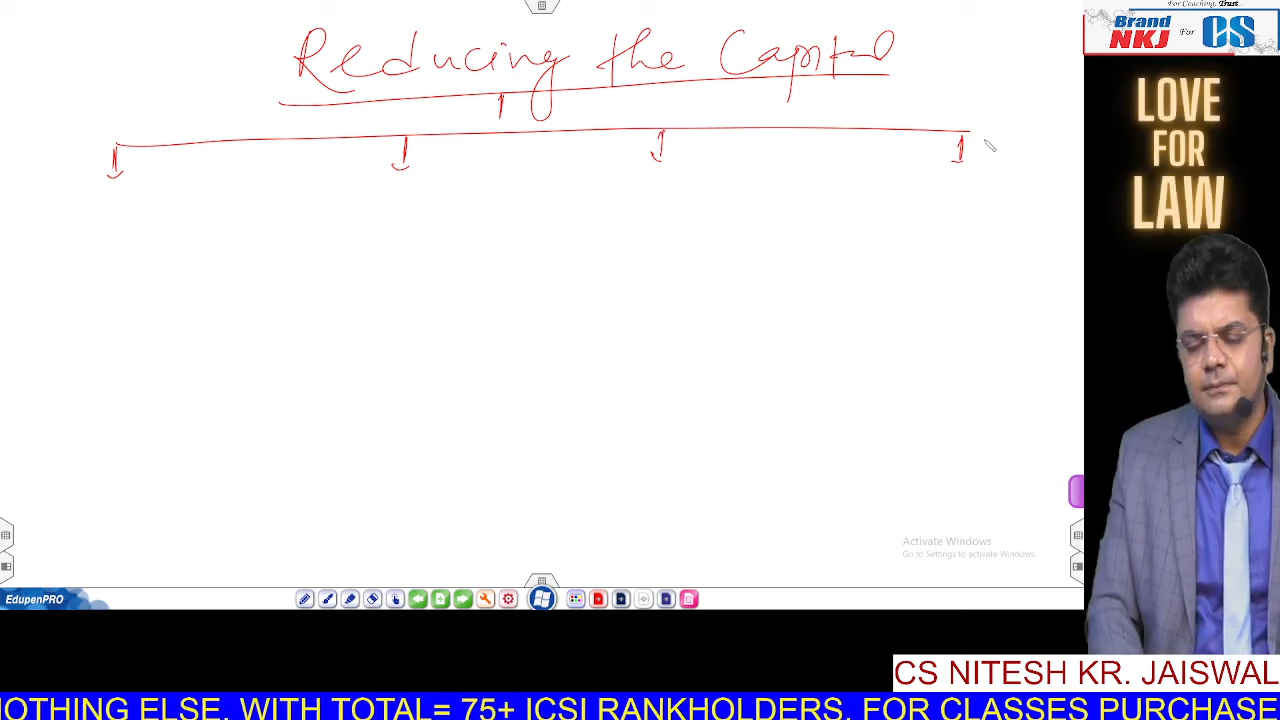 For Coaching, Trust
Brand
NKJ
For
CS
Reducing the Capital
LOVE
FOR
LAW
Activate Windows
Go to Settings to activate Windows.
EdupenPRO
CS NITESH KR. JAISWAL
NOTHING ELSE, WITH TOTAL= 75+ ICSI RANKHOLDERS. FOR CLASSES PURCHASE